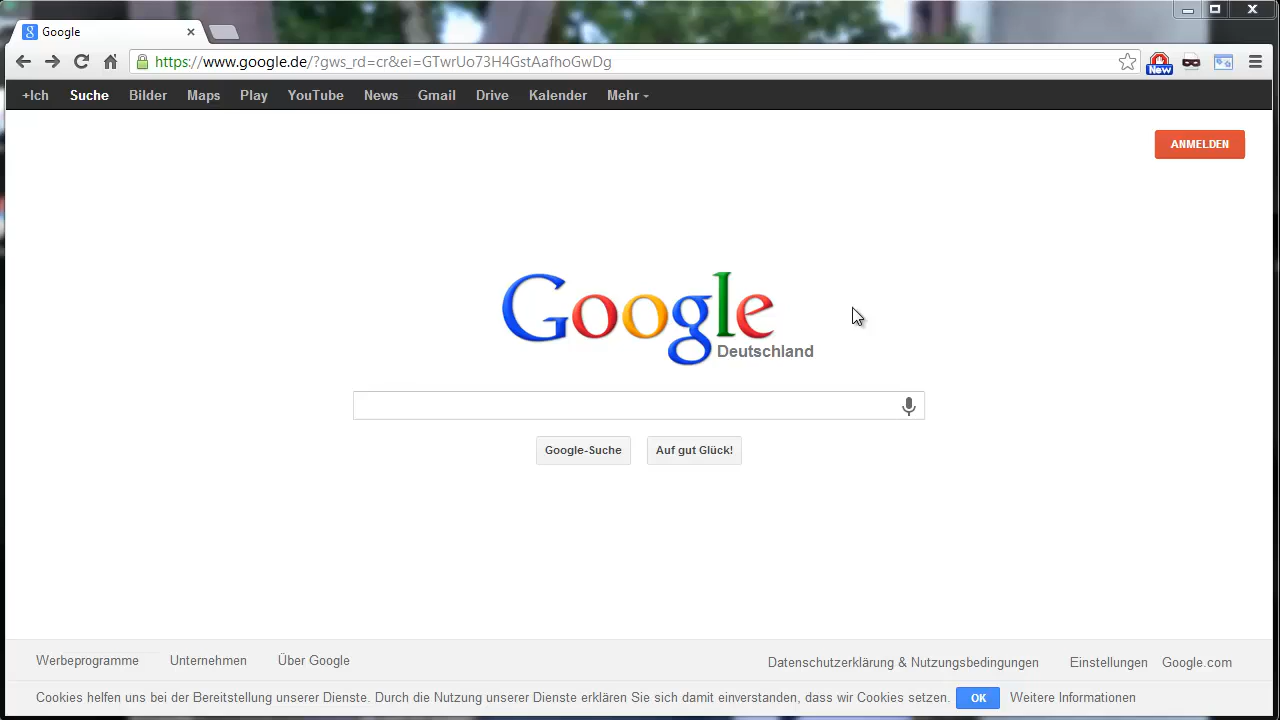 Google
https://www.google.de/?gws_rd=cr&ei=GTwrUo73H4GstAafhoGwDg
New
+Ich Suche Bilder Maps Play YouTube News Gmail Drive Kalender Mehr
ANMELDEN
Google
Deutschland
Google-Suche Auf gut Glück!
Werbeprogramme Unternehmen Über Google Datenschutzerklärung & Nutzungsbedingungen Einstellungen Google.com
Cookies helfen uns bei der Bereitstellung unserer Dienste. Durch die Nutzung unserer Dienste erklären Sie sich damit einverstanden, dass wir Cookies setzen. OK Weitere Informationen